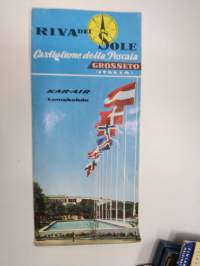 RIVA DEL
SOLE
Castiglione della Pescaia
GROSSETO
(ITALIA)
KAR-AIR
Lomakohde